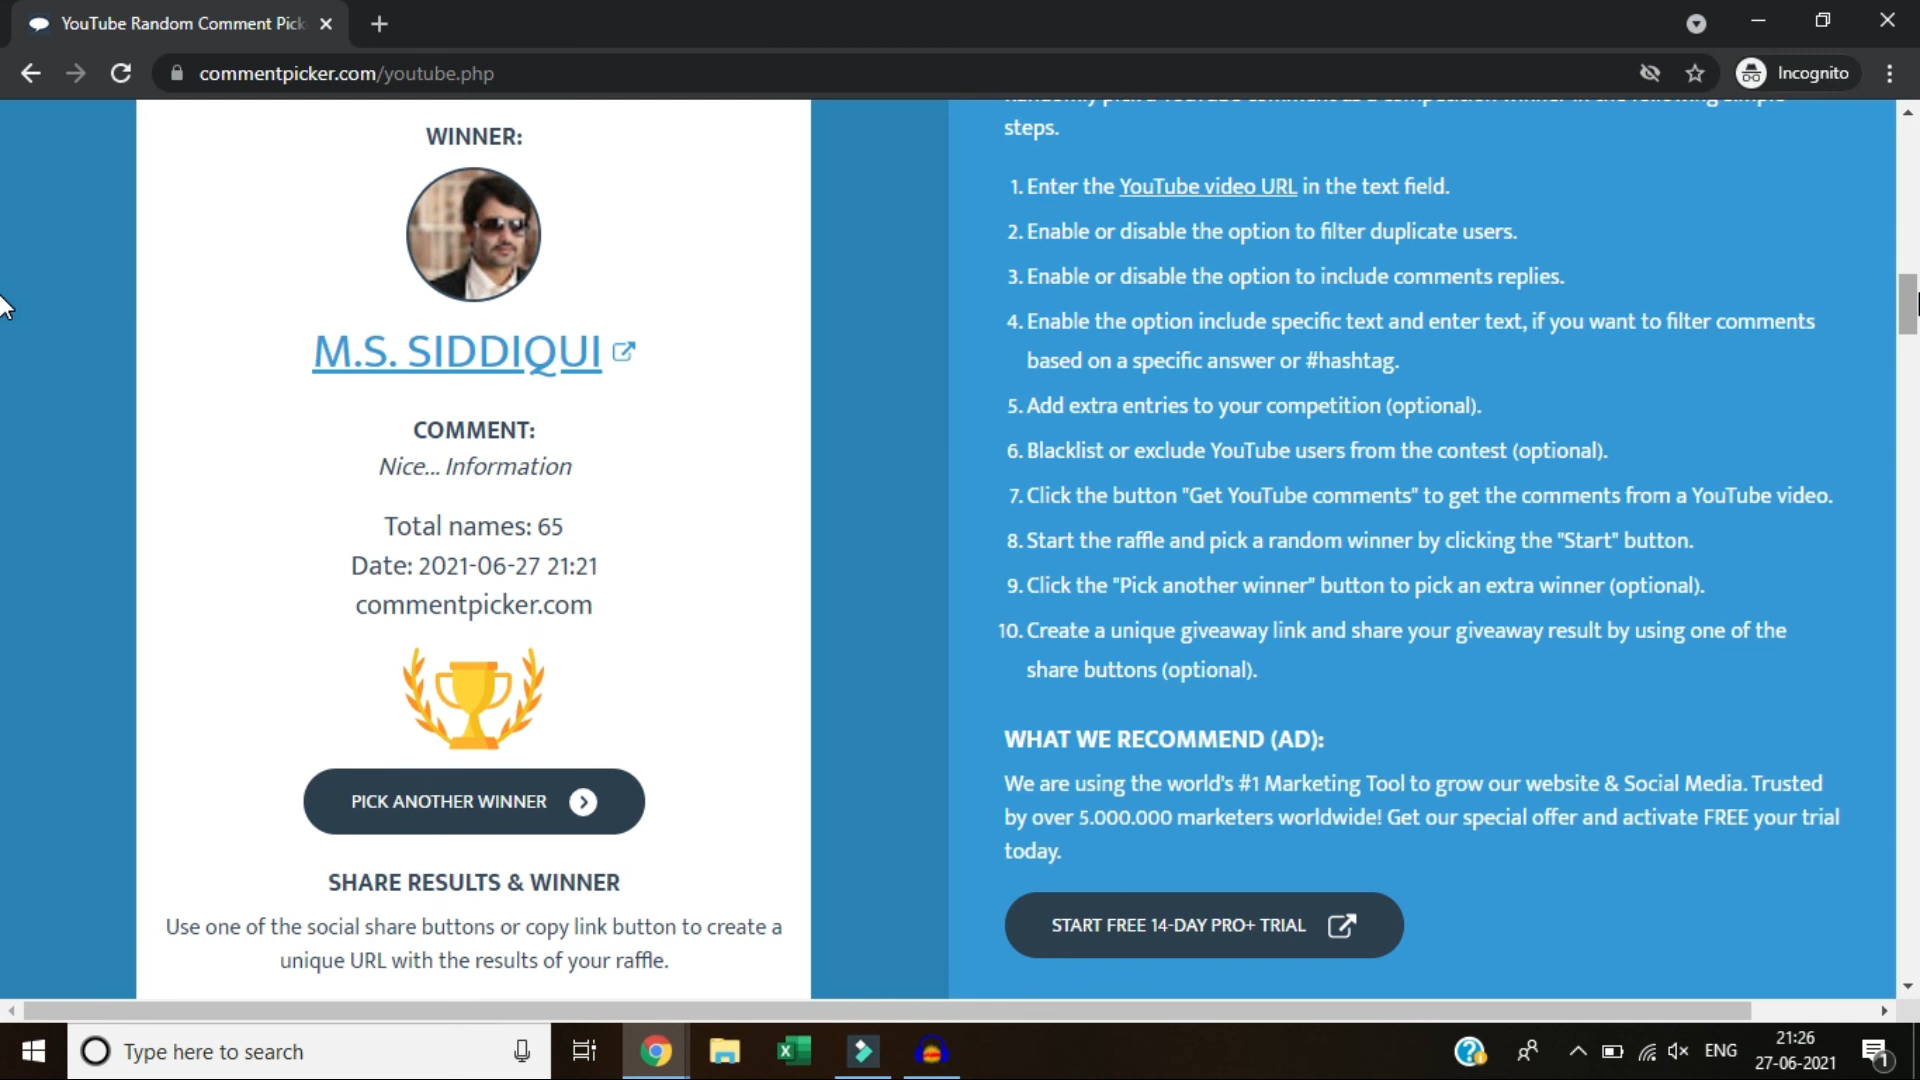 YouTube Random Comment Pick
commentpicker.com/youtube.php
Incognito
WINNER:
M.S. SIDDIQUI
COMMENT:
Nice... Information
Total names: 65
Date: 2021-06-27 21:21
commentpicker.com
PICK ANOTHER WINNER
SHARE RESULTS & WINNER
Use one of the social share buttons or copy link button to create a
unique URL with the results of your raffle.
Randomly pick a YouTube comment as a competition winner in the following simple
steps.
1. Enter the YouTube video URL in the text field.
2. Enable or disable the option to filter duplicate users.
3. Enable or disable the option to include comments replies.
4. Enable the option include specific text and enter text, if you want to filter comments
based on a specific answer or #hashtag.
5. Add extra entries to your competition (optional).
6. Blacklist or exclude YouTube users from the contest (optional).
7. Click the button "Get YouTube comments" to get the comments from a YouTube video.
8. Start the raffle and pick a random winner by clicking the "Start" button.
9. Click the "Pick another winner" button to pick an extra winner (optional).
10. Create a unique giveaway link and share your giveaway result by using one of the
share buttons (optional).
WHAT WE RECOMMEND (AD):
We are using the world's #1 Marketing Tool to grow our website & Social Media. Trusted
by over 5.000.000 marketers worldwide! Get our special offer and activate FREE your trial
today.
START FREE 14-DAY PRO+ TRIAL
Type here to search
ENG
21:26
27-06-2021
1